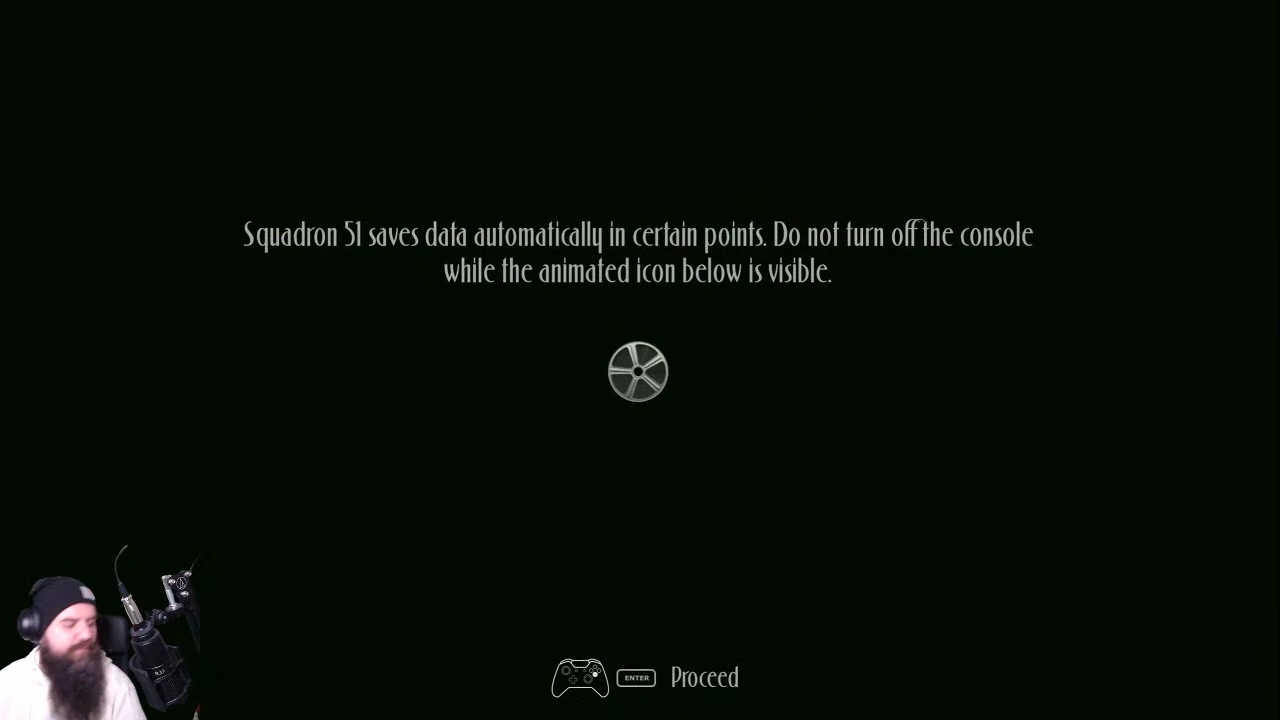 Squadron 51 saves data automatically in certain points. Do not turn off the console
while the animated icon below is visible.
ENTER Proceed